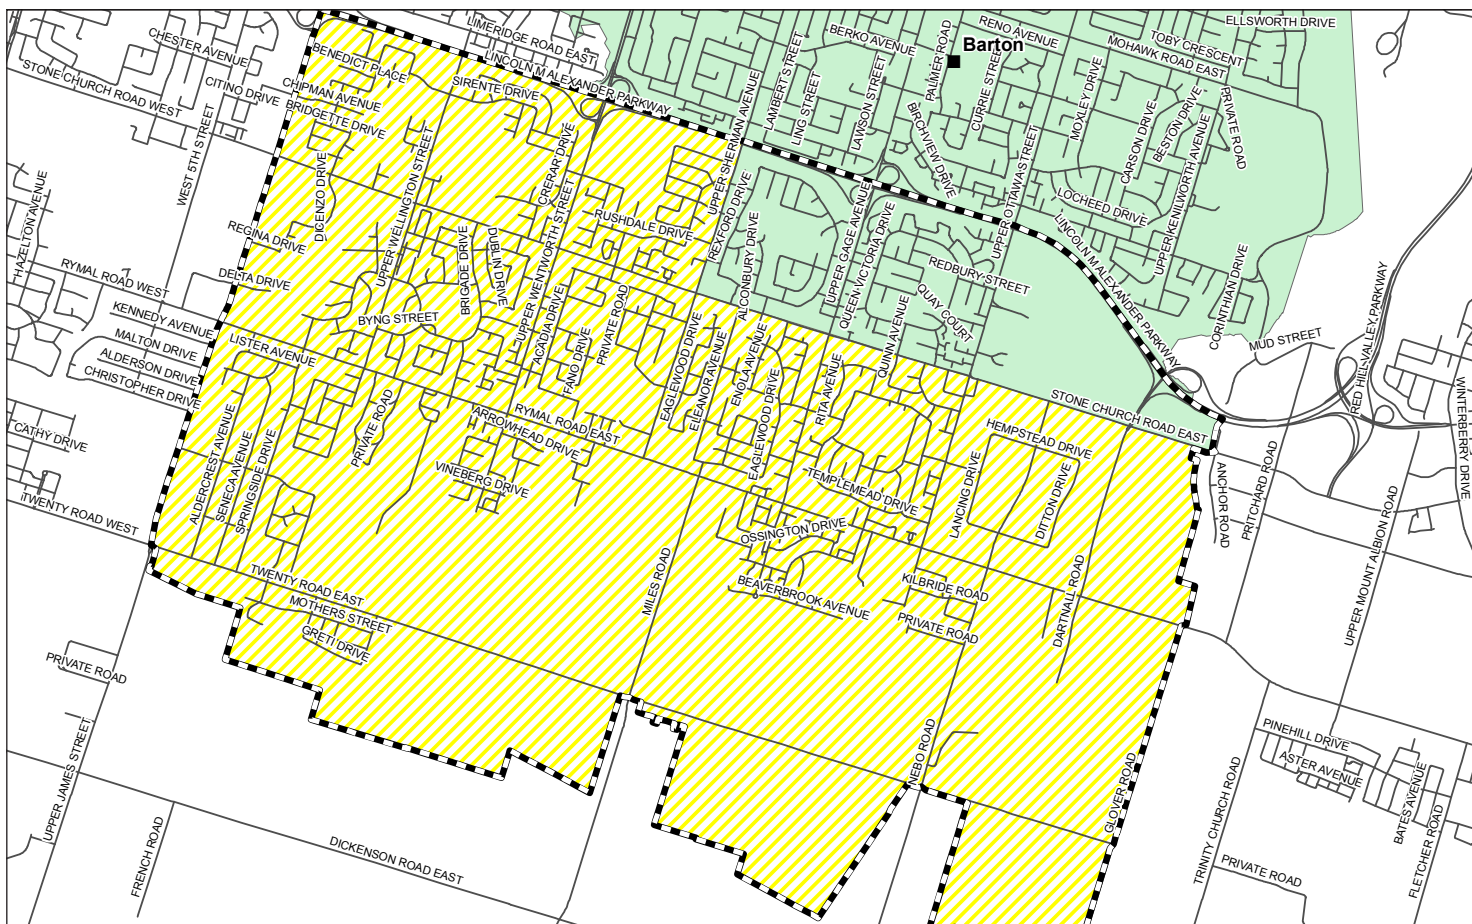 ELLSWORTH DRIVE
LIMERIDGE ROAD EAST
RENO AVENUE
BERKO AVENUE
TOBY CRESCENT
CHESTER AVENUE
PALMER ROAD
Barton
MOHAWK ROAD EAST
BENEDICT PLACE
LINCOLN M ALEXANDER PARKWAY
LAMBERT STREET
CURRIE STREET
STONE CHURCH ROAD WEST
CITINO DRIVE
CHIPMAN AVENUE
SIRENTE DRIVE
LING STREET
LAWSON STREET
MOXLEY DRIVE
BESTON DRIVE
PRIVATE ROAD
BRIDGETTE DRIVE
UPPER SHERMAN AVENUE
BIRCHVIEW DRIVE
CARSON DRIVE
WEST 5TH STREET
UPPER WELLINGTON STREET
CRERAR DRIVE
UPPER OTTAWA STREET
UPPER KENILWORTH AVENUE
DICENZO DRIVE
HAZELTON AVENUE
REXFORD DRIVE
LOCHEED DRIVE
RUSHDALE DRIVE
UPPER GAGE AVENUE
QUEEN VICTORIA DRIVE
REGINA DRIVE
BRIGADE DRIVE
DUBLIN DRIVE
UPPER WENTWORTH STREET
ALCONBURY DRIVE
REDBURY STREET
LINCOLN M ALEXANDER PARKWAY
CORINTHIAN DRIVE
RYMAL ROAD WEST
DELTA DRIVE
QUAY COURT
RED HILL VALLEY PARKWAY
KENNEDY AVENUE
BYNG STREET
ACADIA DRIVE
PRIVATE ROAD
QUINN AVENUE
MUD STREET
MALTON DRIVE
LISTER AVENUE
FANO DRIVE
EAGLEWOOD DRIVE
ELEANOR AVENUE
ENOLA AVENUE
ALDERSON DRIVE
CHRISTOPHER DRIVE
RITA AVENUE
STONE CHURCH ROAD EAST
WINTERBERRY DRIVE
CATHY DRIVE
PRIVATE ROAD
RYMAL ROAD EAST
ARROWHEAD DRIVE
EAGLEWOOD DRIVE
HEMPSTEAD DRIVE
ALDERCREST AVENUE
SENECA AVENUE
SPRINGSIDE DRIVE
VINEBERG DRIVE
TEMPLEMEAD DRIVE
LANCING DRIVE
DITTON DRIVE
ANCHOR ROAD
PRITCHARD ROAD
TWENTY ROAD WEST
OSSINGTON DRIVE
UPPER MOUNT ALBION ROAD
TWENTY ROAD EAST
MILES ROAD
BEAVERBROOK AVENUE
KILBRIDE ROAD
DARTNALL ROAD
MOTHERS STREET
PRIVATE ROAD
GRETI DRIVE
PRIVATE ROAD
UPPER JAMES STREET
NEBO ROAD
PINEHILL DRIVE
ASTER AVENUE
GLOVER ROAD
TRINITY CHURCH ROAD
BATES AVENUE
FLETCHER ROAD
FRENCH ROAD
DICKENSON ROAD EAST
PRIVATE ROAD